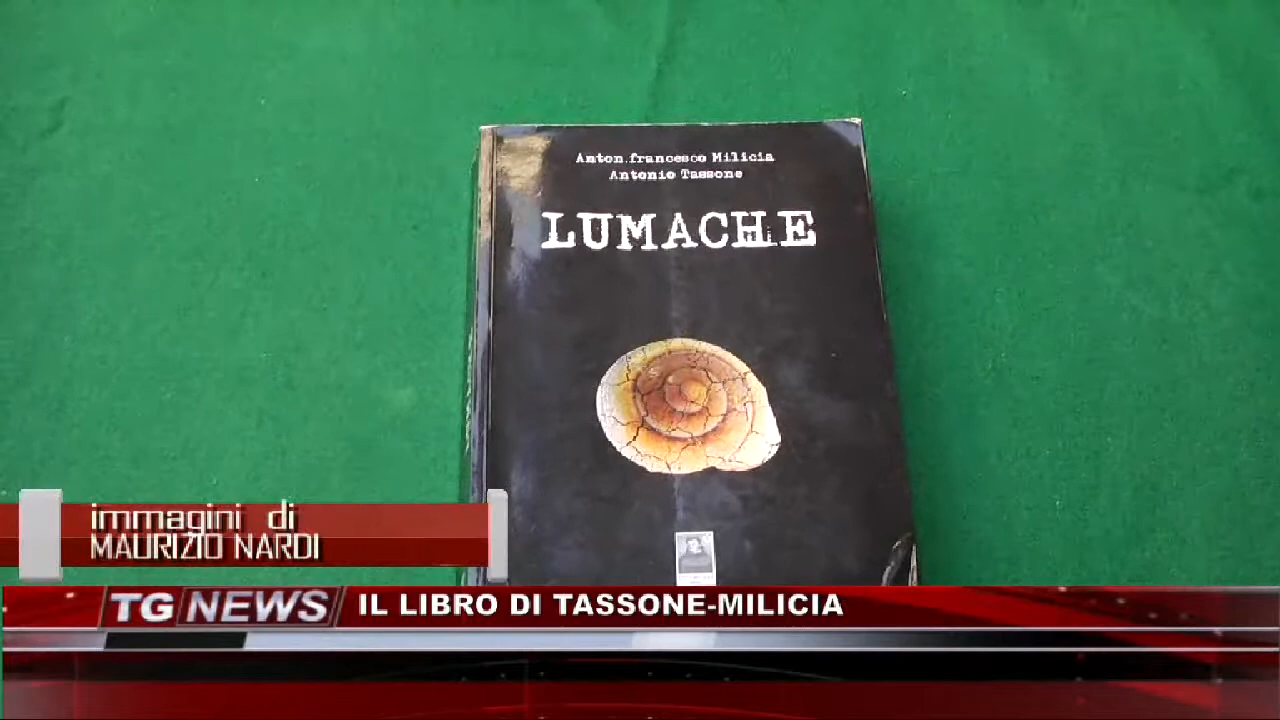 Anton.francesco Milicia
Antonio Tassone
LUMACHE
immagini di
MAURIZIO NARDI
TG NEWS IL LIBRO DI TASSONE-MILICIA